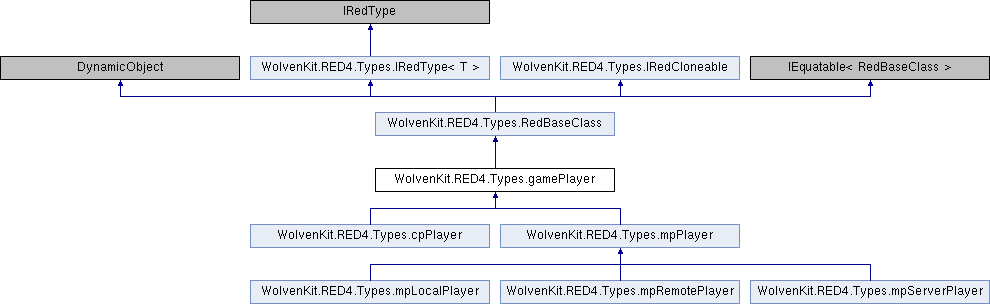 IRedType
DynamicObject
WolvenKit.RED4.Types.IRedType< T >
WolvenKit.RED4.Types.IRedCloneable
IEquatable< RedBaseClass >
WolvenKit.RED4.Types.RedBaseClass
WolvenKit.RED4.Types.gamePlayer
WolvenKit.RED4.Types.cpPlayer
WolvenKit.RED4.Types.mpPlayer
WolvenKit.RED4.Types.mpLocalPlayer
WolvenKit.RED4.Types.mpRemotePlayer
WolvenKit.RED4.Types.mpServerPlayer